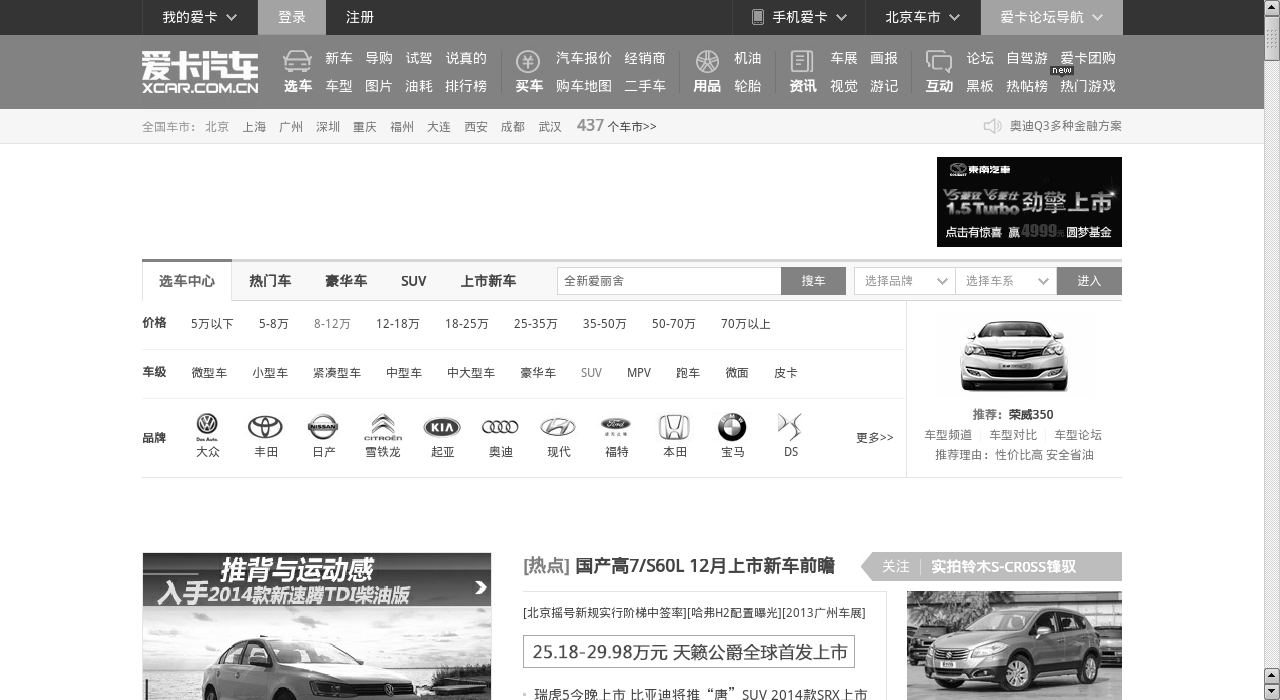 我的爱卡 登录 注册 手机爱卡 北京车市 爱卡论坛导航
爱卡汽车
XCAR.COM.CN
新车 导购 试驾 说真的 汽车报价 经销商 机油 车展 画报 论坛 自驾游 爱卡团购
new
选车 车型 图片 油耗 排行榜 买车 购车地图 二手车 用品 轮胎 资讯 视觉 游记 互动 黑板 热帖榜 热门游戏
全国车市: 北京 上海 广州 深圳 重庆 福州 大连 西安 成都 武汉 437 个车市>> 奥迪Q3多种金融方案
東南汽車
V5菱致 V6菱仕
1.5 Turbo 劲擎上市
点击有惊喜 赢4999元圆梦基金
选车中心 热门车 豪华车 SUV 上市新车 全新爱丽舍 搜车 选择品牌 选择车系 进入
价格 5万以下 5-8万 8-12万 12-18万 18-25万 25-35万 35-50万 50-70万 70万以上
车级 微型车 小型车 紧凑型车 中型车 中大型车 豪华车 SUV MPV 跑车 微面 皮卡
品牌 大众 丰田 日产 雪铁龙 起亚 奥迪 现代 福特 本田 宝马 DS 更多>>
推荐: 荣威350
车型频道 车型对比 车型论坛
推荐理由: 性价比高 安全省油
推背与运动感
入手2014款新速腾TDI柴油版
[热点] 国产高7/S60L 12月上市新车前瞻
关注 实拍铃木S-CROSS锋驭
[北京摇号新规实行阶梯中签率][哈弗H2配置曝光][2013广州车展]
25.18-29.98万元 天籁公爵全球首发上市
瑞虎5今晚上市 比亚迪将推“唐”SUV 2014款SRX上市